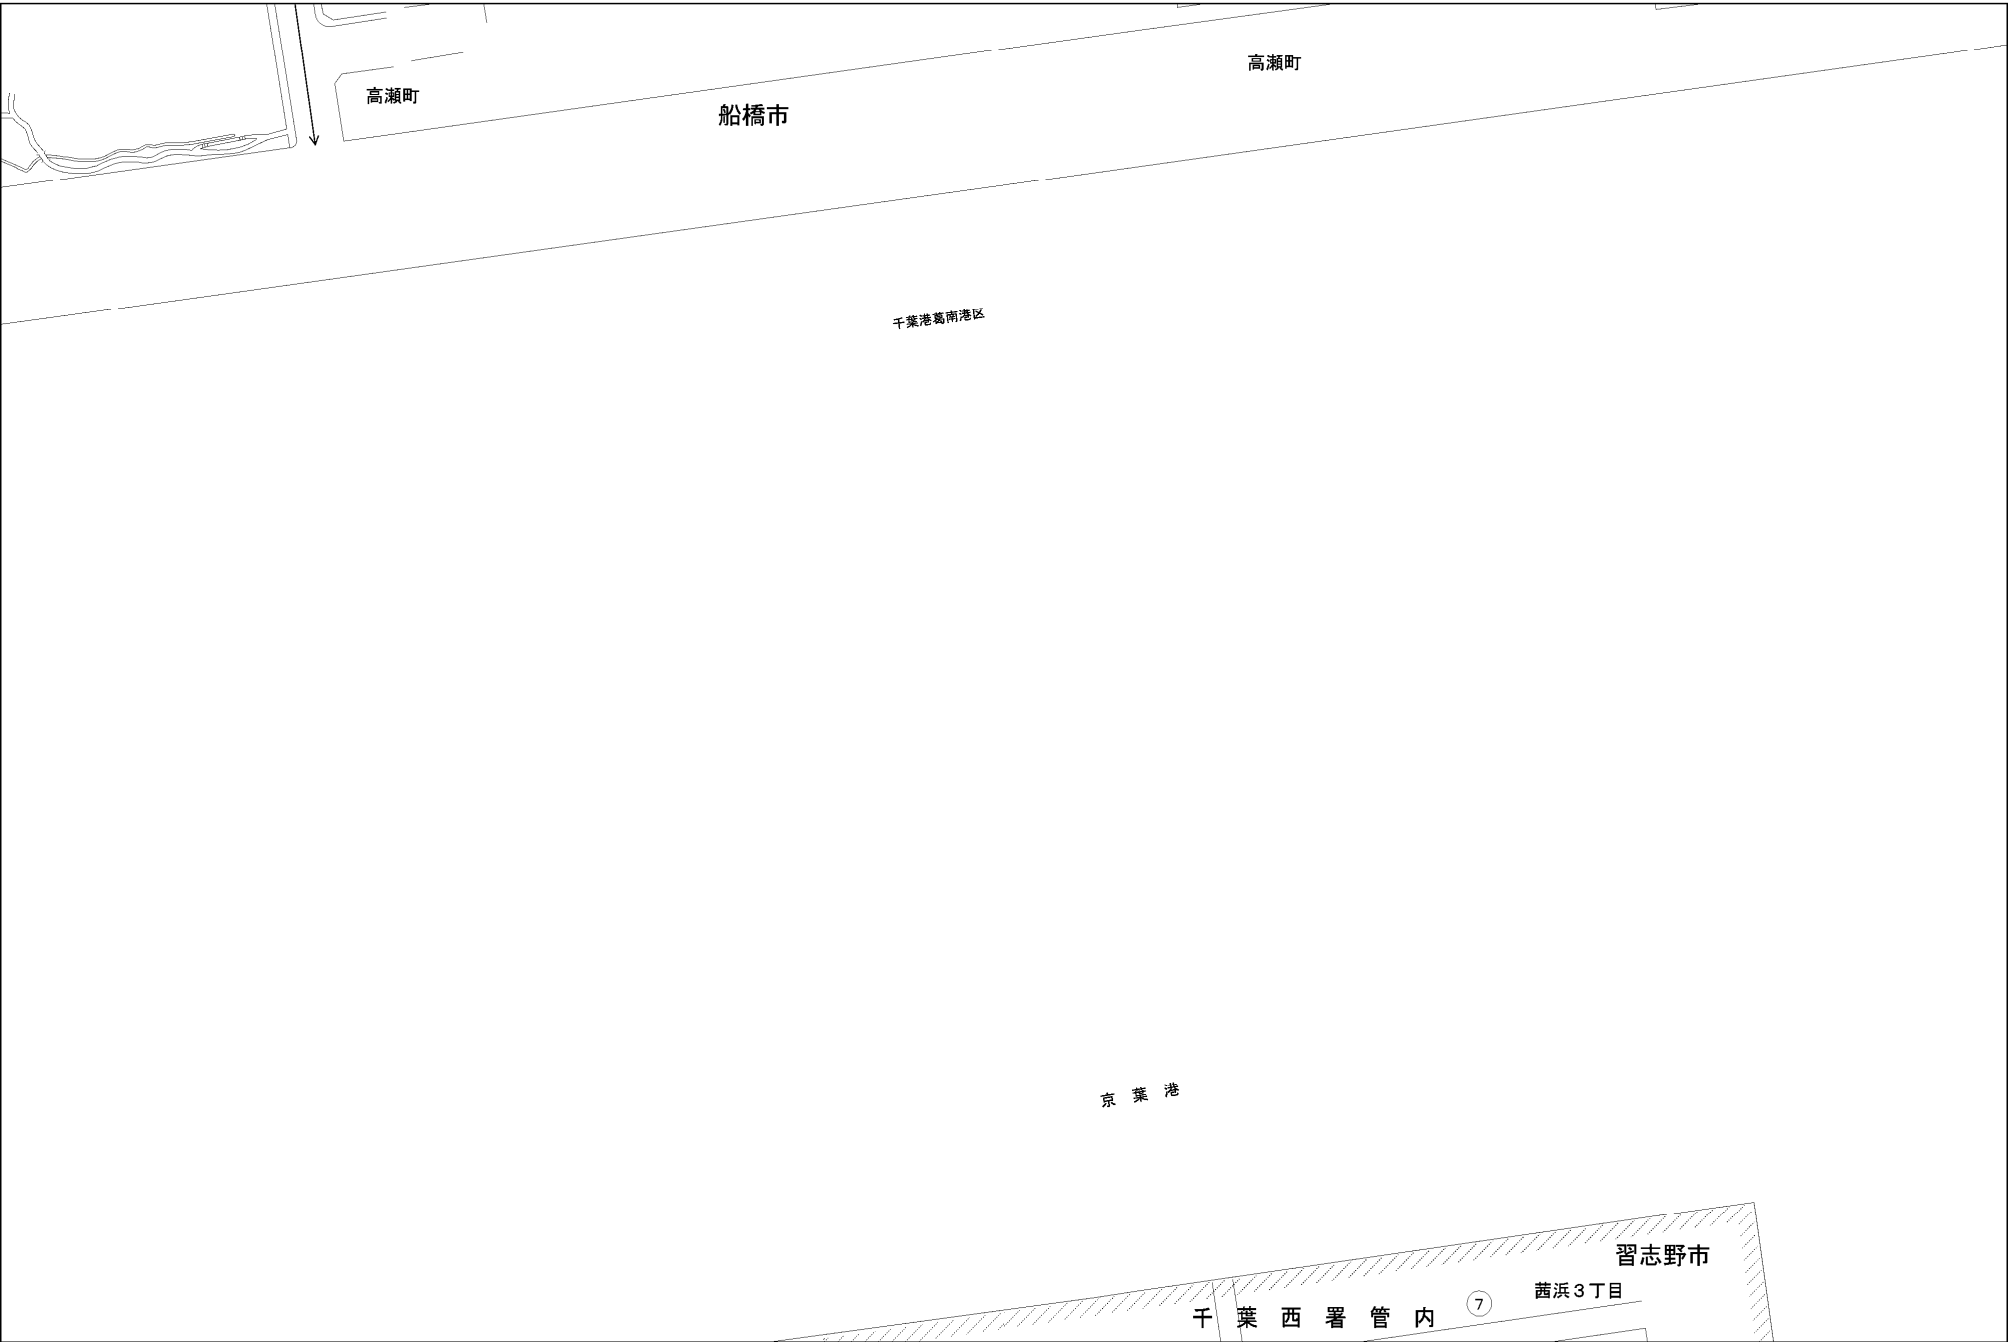 高瀬町
高瀬町
船橋市
千葉港葛南港区
京葉港
習志野市
茜浜３丁目
千葉西署管内 ⑦